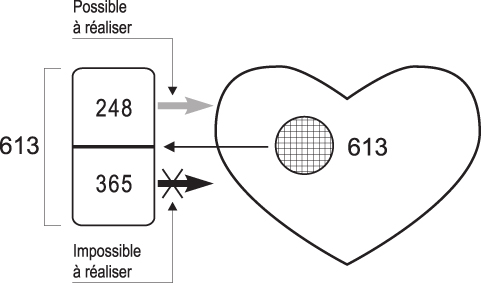 Possible
à réaliser
248
613
613
365
Impossible
à réaliser